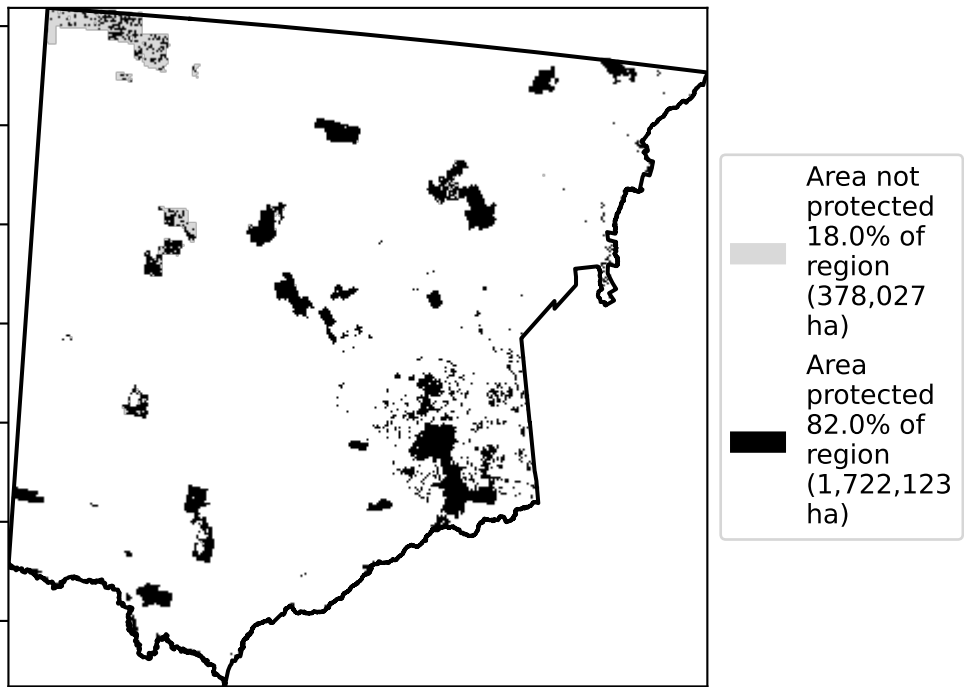 Area not
protected
18.0% of
region
(378,027
ha)
Area
protected
82.0% of
region
(1,722,123
ha)